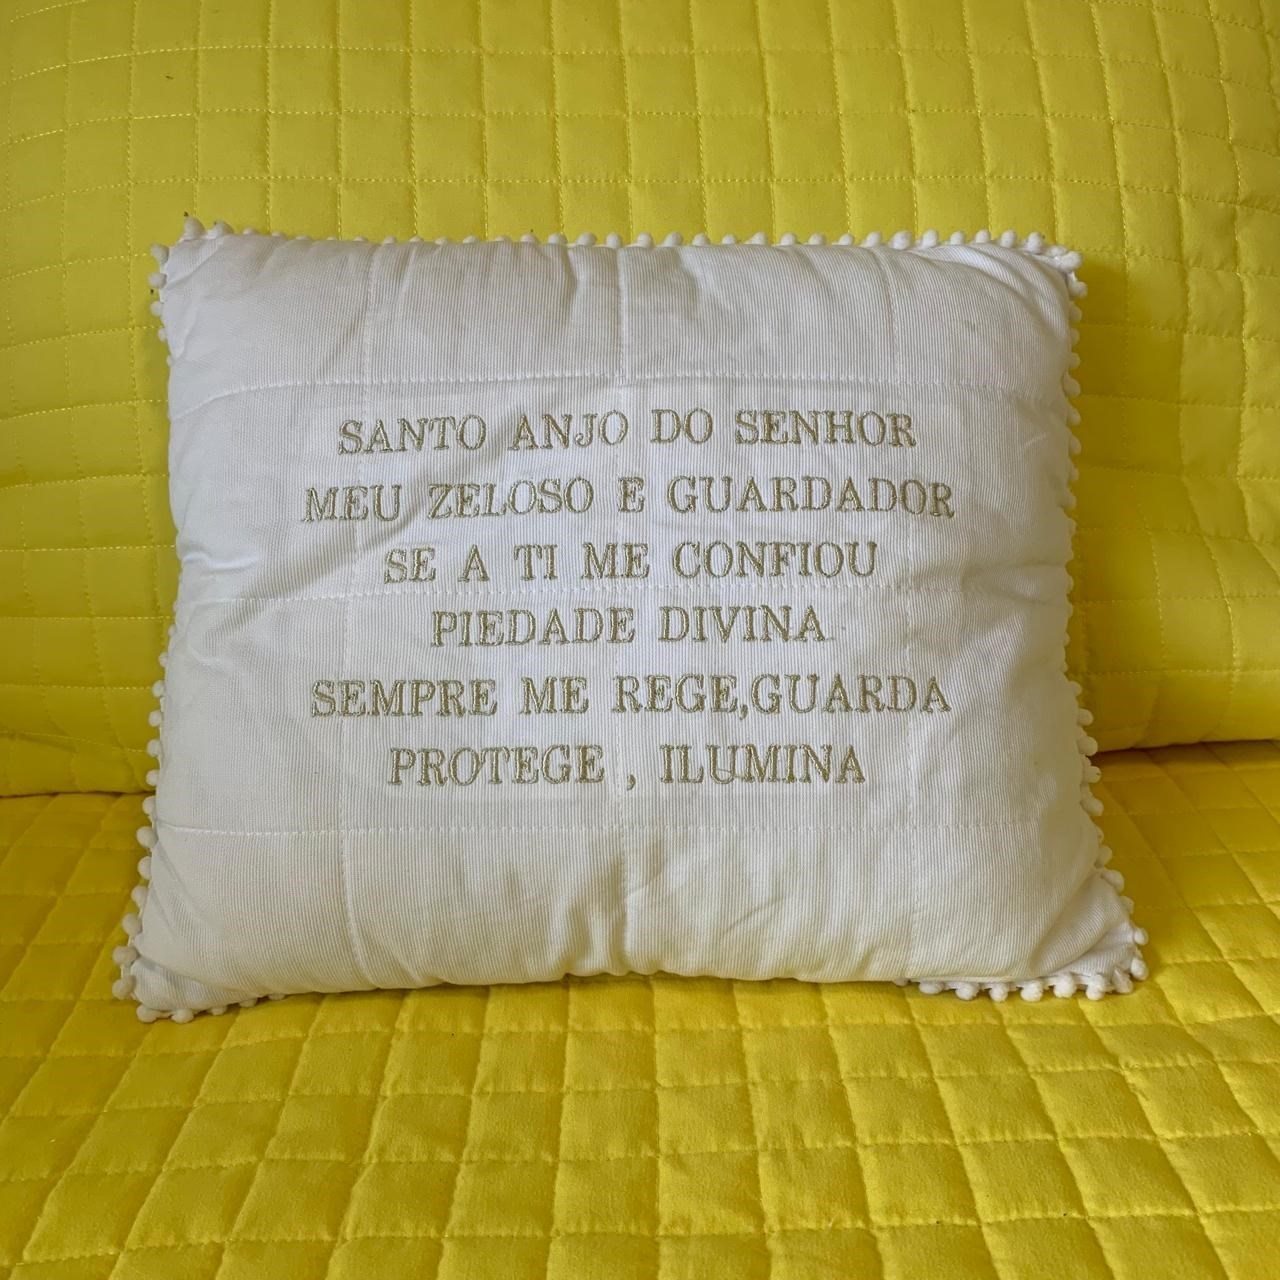 SANTO ANJO DO SENHOR
MEU ZELOSO E GUARDADOR
SE A TI ME CONFIOU
PIEDADE DIVINA
SEMPRE ME REGE,GUARDA
PROTEGE , ILUMINA